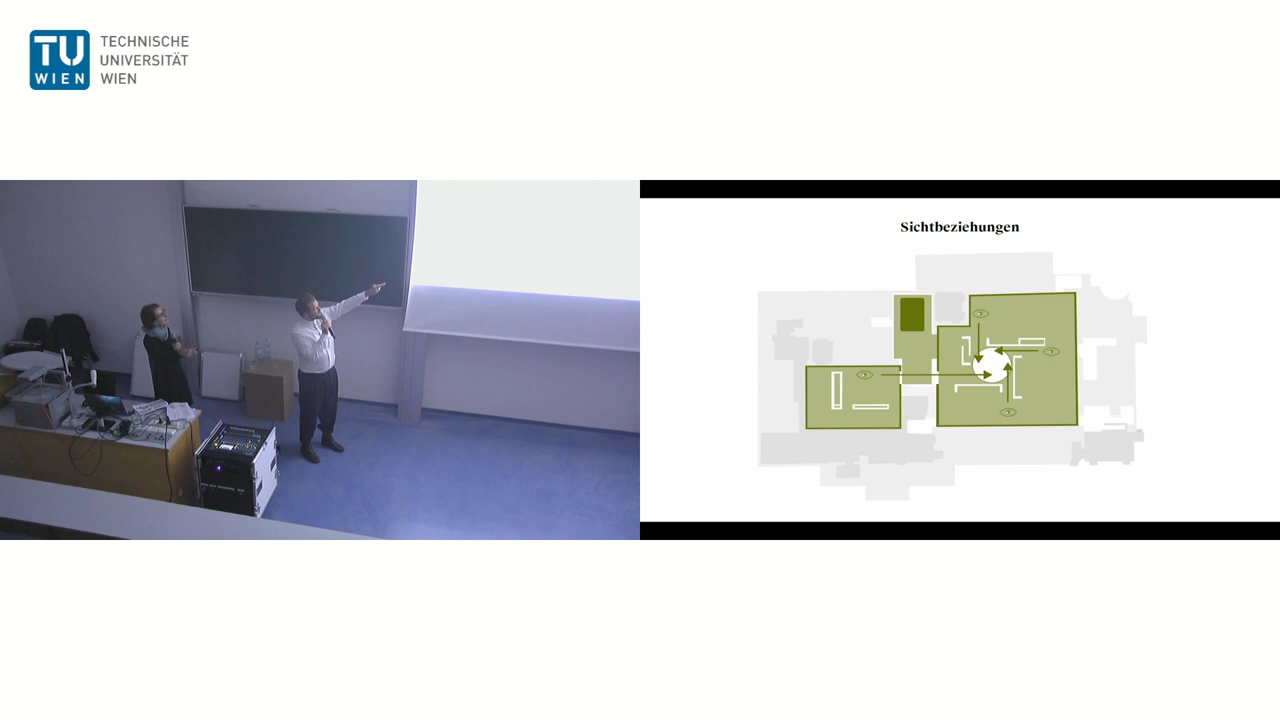 TU
WIEN
TECHNISCHE
UNIVERSITÄT
WIEN
Sichtbeziehungen